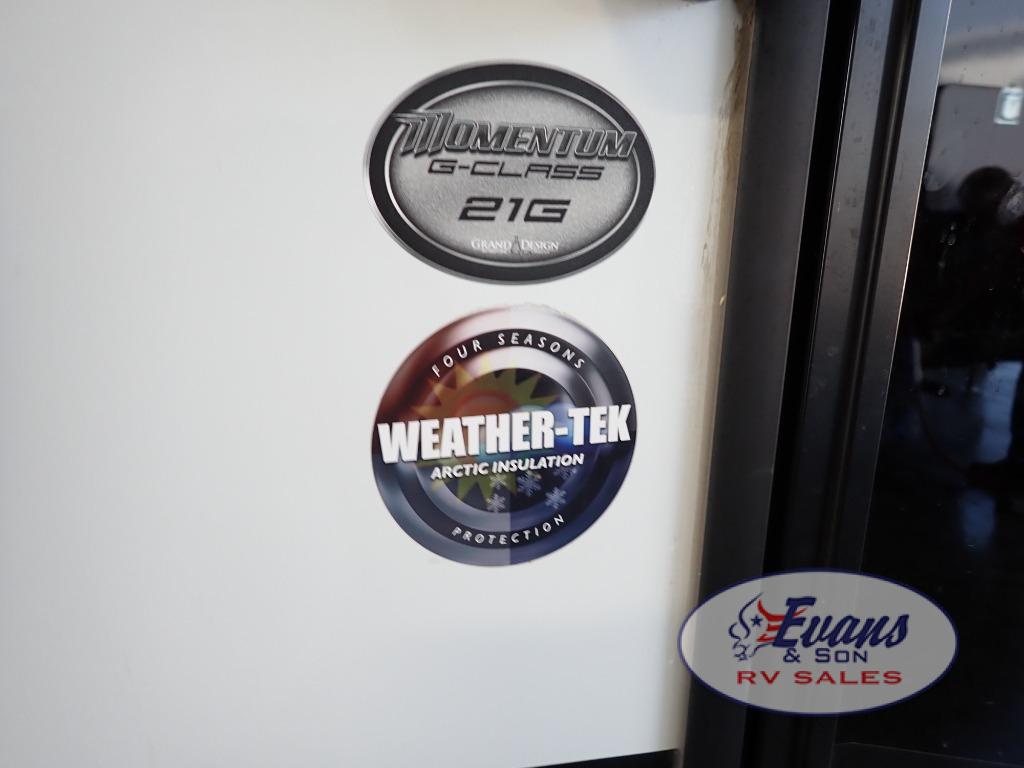 MOMENTUM
G-CLASS
21G
GRAND DESIGN
FOUR SEASONS
WEATHER-TEK
ARCTIC INSULATION
PROTECTION
Evans
& SON
RV SALES